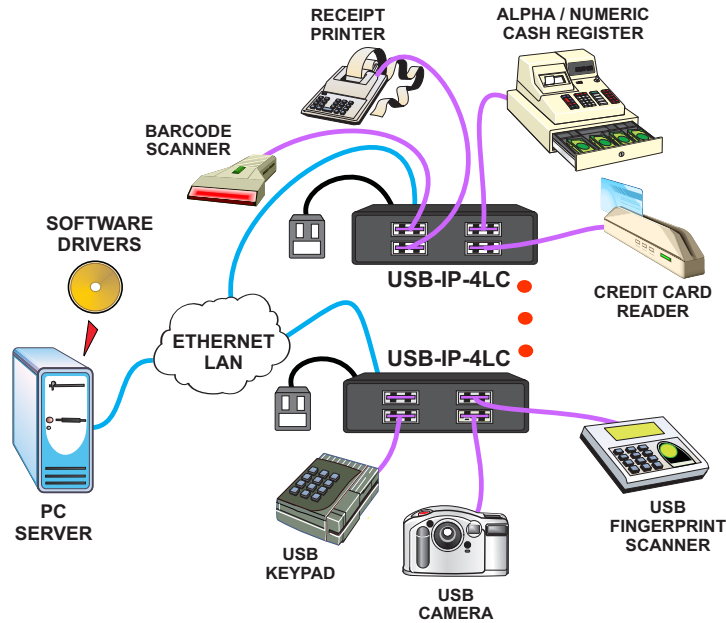 RECEIPT
PRINTER
ALPHA / NUMERIC
CASH REGISTER
BARCODE
SCANNER
SOFTWARE
DRIVERS
USB-IP-4LC
CREDIT CARD
READER
ETHERNET
LAN
USB-IP-4LC
PC
SERVER
USB
KEYPAD
USB
CAMERA
USB
FINGERPRINT
SCANNER